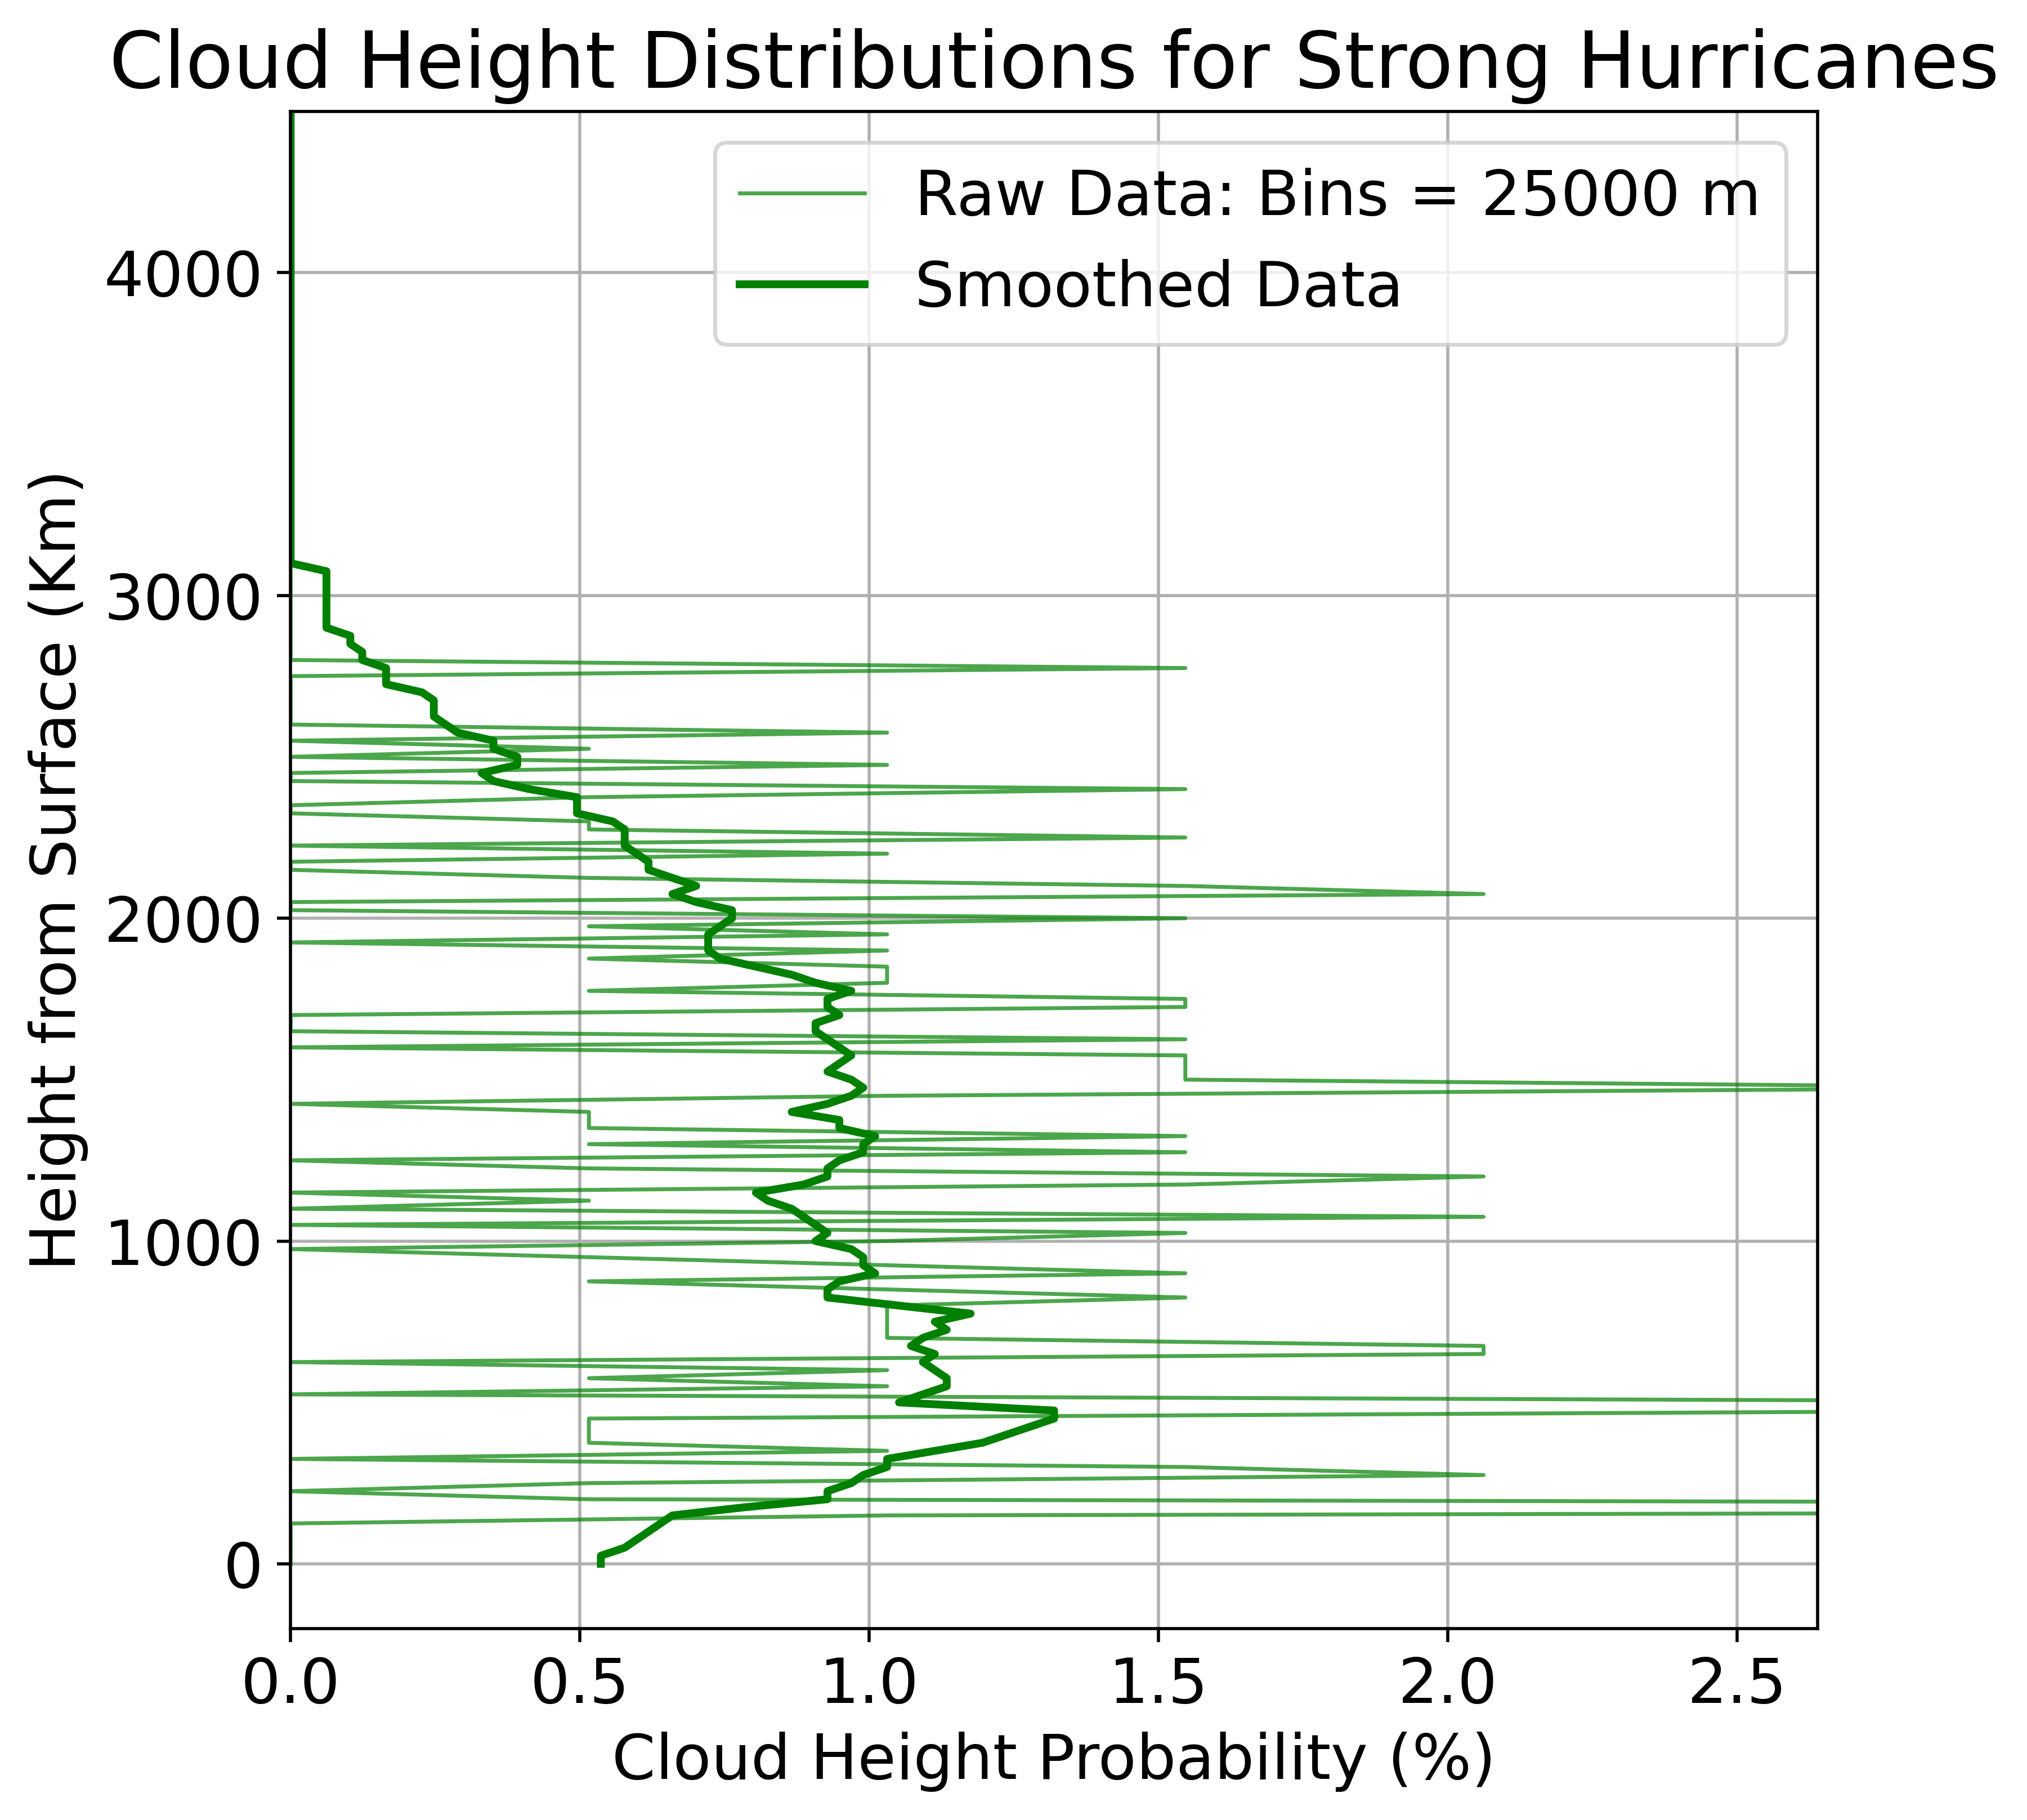 Cloud Height Distributions for Strong Hurricanes
Raw Data: Bins = 25000 m
Smoothed Data
Height from Surface (Km)
4000
3000
2000
1000
0
0.0 0.5 1.0 1.5 2.0 2.5
Cloud Height Probability (%)